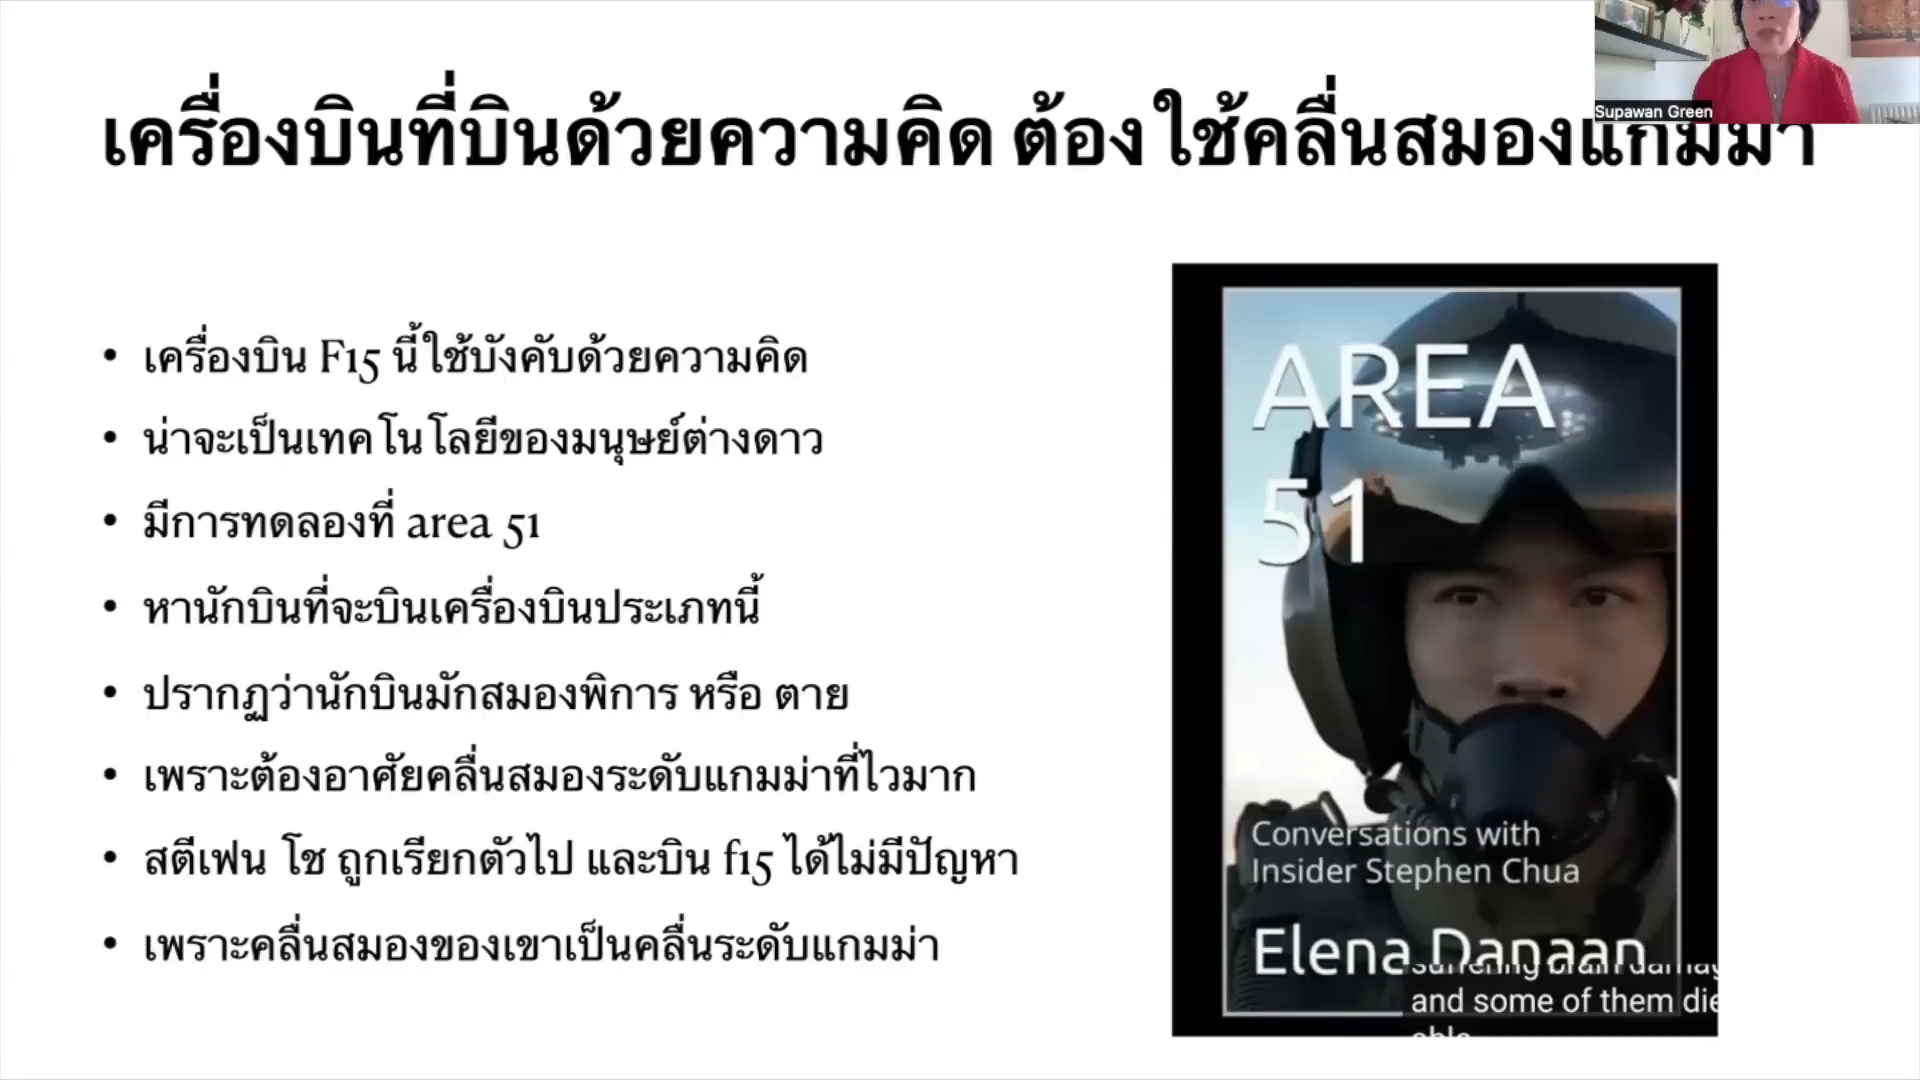 Supawan Green
เครื่องบินที่บินด้วยความคิด ต้องใช้คลื่นสมองแกมม่า
• เครื่องบิน F15 นี้ใช้บังคับด้วยความคิด
• น่าจะเป็นเทคโนโลยีของมนุษย์ต่างดาว
• มีการทดลองที่ area 51
• หานักบินที่จะบินเครื่องบินประเภทนี้
• ปรากฏว่านักบินมักสมองพิการ หรือ ตาย
• เพราะต้องอาศัยคลื่นสมองระดับแกมม่าที่ไวมาก
• สตีเฟน โช ถูกเรียกตัวไป และบิน f15 ได้ไม่มีปัญหา
• เพราะคลื่นสมองของเขาเป็นคลื่นระดับแกมม่า
AREA
51
Conversations with
Insider Stephen Chua
Elena Danaan
and some of them die